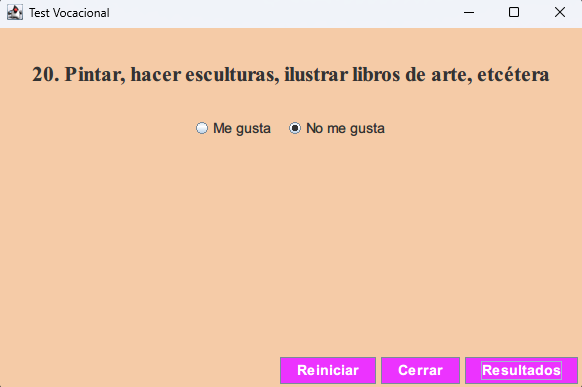 Test Vocacional
20. Pintar, hacer esculturas, ilustrar libros de arte, etcétera
Me gusta No me gusta
Reiniciar Cerrar Resultados